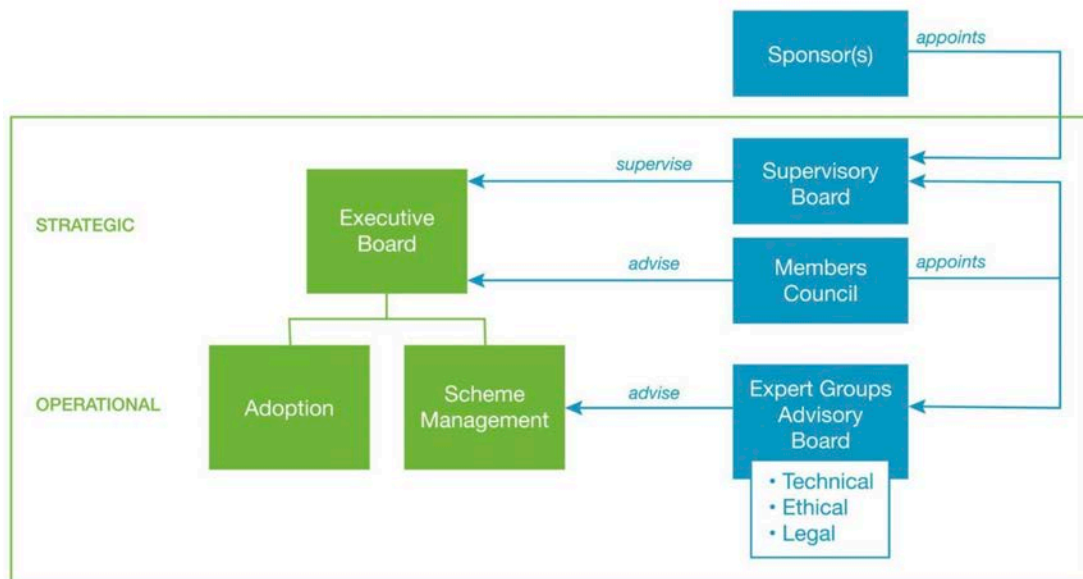 Sponsor(s)
appoints
supervise
Supervisory
Board
STRATEGIC
Executive
Board
advise
Members
Council
appoints
OPERATIONAL
Adoption
Scheme
Management
advise
Expert Groups
Advisory
Board
• Technical
• Ethical
• Legal